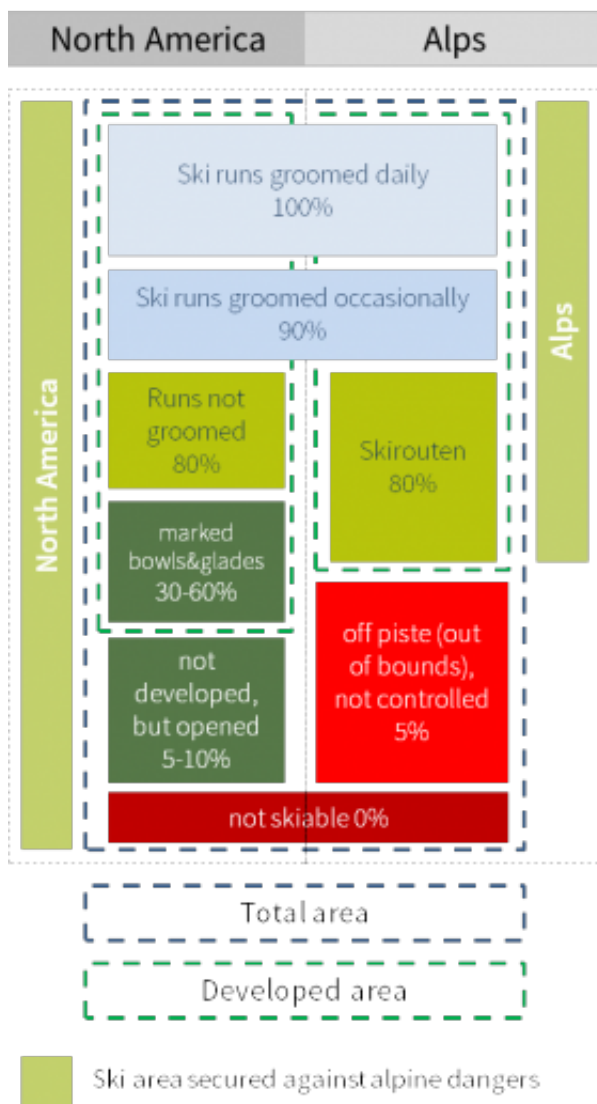 North America
Alps
Ski runs groomed daily
100%
Ski runs groomed occasionally
90%
Runs not
groomed
80%
Skirouten
80%
marked
bowls&glades
30-60%
off piste (out
of bounds),
not controlled
5%
not
developed,
but opened
5-10%
not skiable 0%
North America
Alps
Total area
Developed area
Ski area secured against alpine dangers